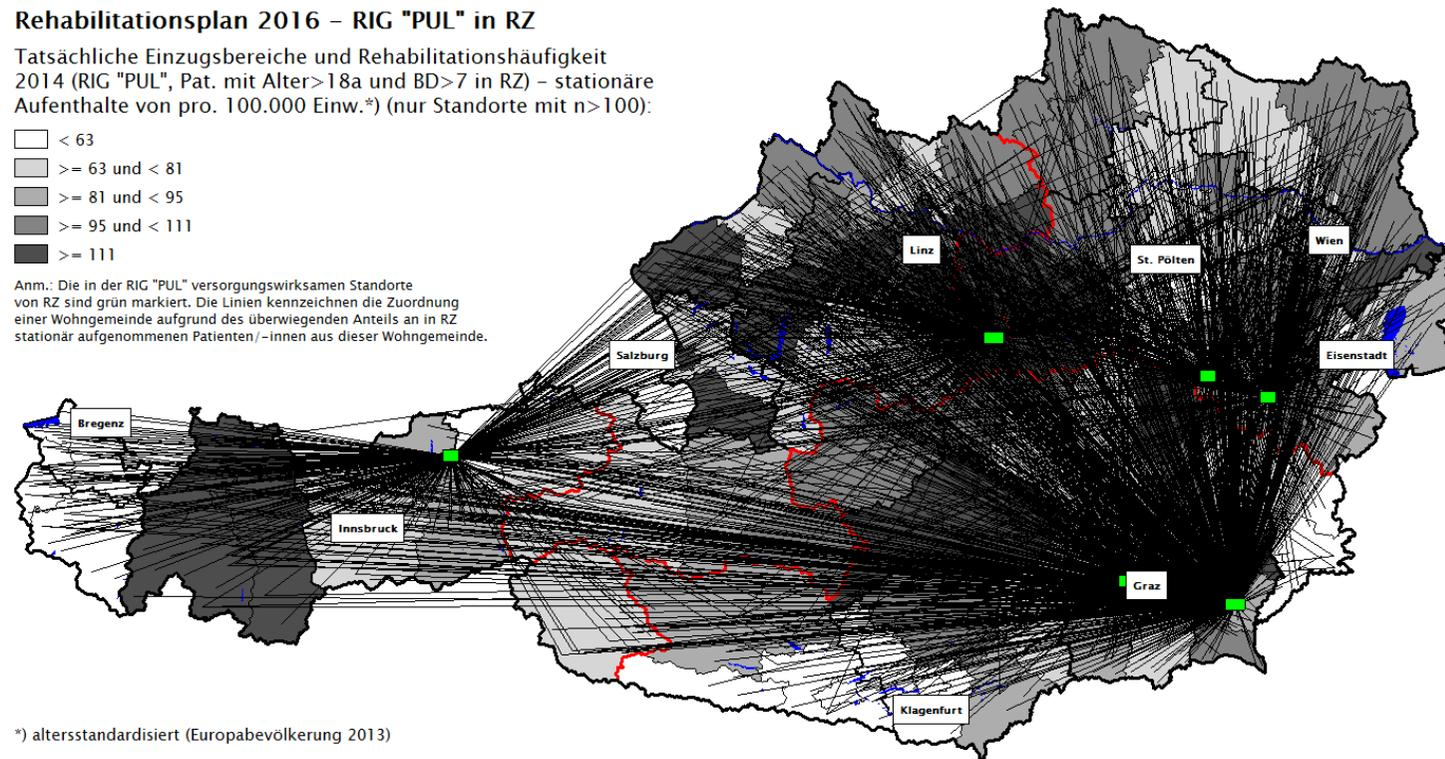 Rehabilitationsplan 2016 - RIG "PUL" in RZ
Tatsächliche Einzugsbereiche und Rehabilitationshäufigkeit
2014 (RIG "PUL", Pat. mit Alter>18a und BD>7 in RZ) - stationäre
Aufenthalte von pro. 100.000 Einw.*) (nur Standorte mit n>100):
< 63
>= 63 und < 81
>= 81 und < 95
>= 95 und < 111
>= 111
Anm.: Die in der RIG "PUL" versorgungswirksamen Standorte
von RZ sind grün markiert. Die Linien kennzeichnen die Zuordnung
einer Wohngemeinde aufgrund des überwiegenden Anteils an in RZ
stationär aufgenommenen Patienten/-innen aus dieser Wohngemeinde.
Wien
Linz
St. Pölten
Salzburg
Eisenstadt
Bregenz
Innsbruck
Graz
Klagenfurt
*) altersstandardisiert (Europabevölkerung 2013)